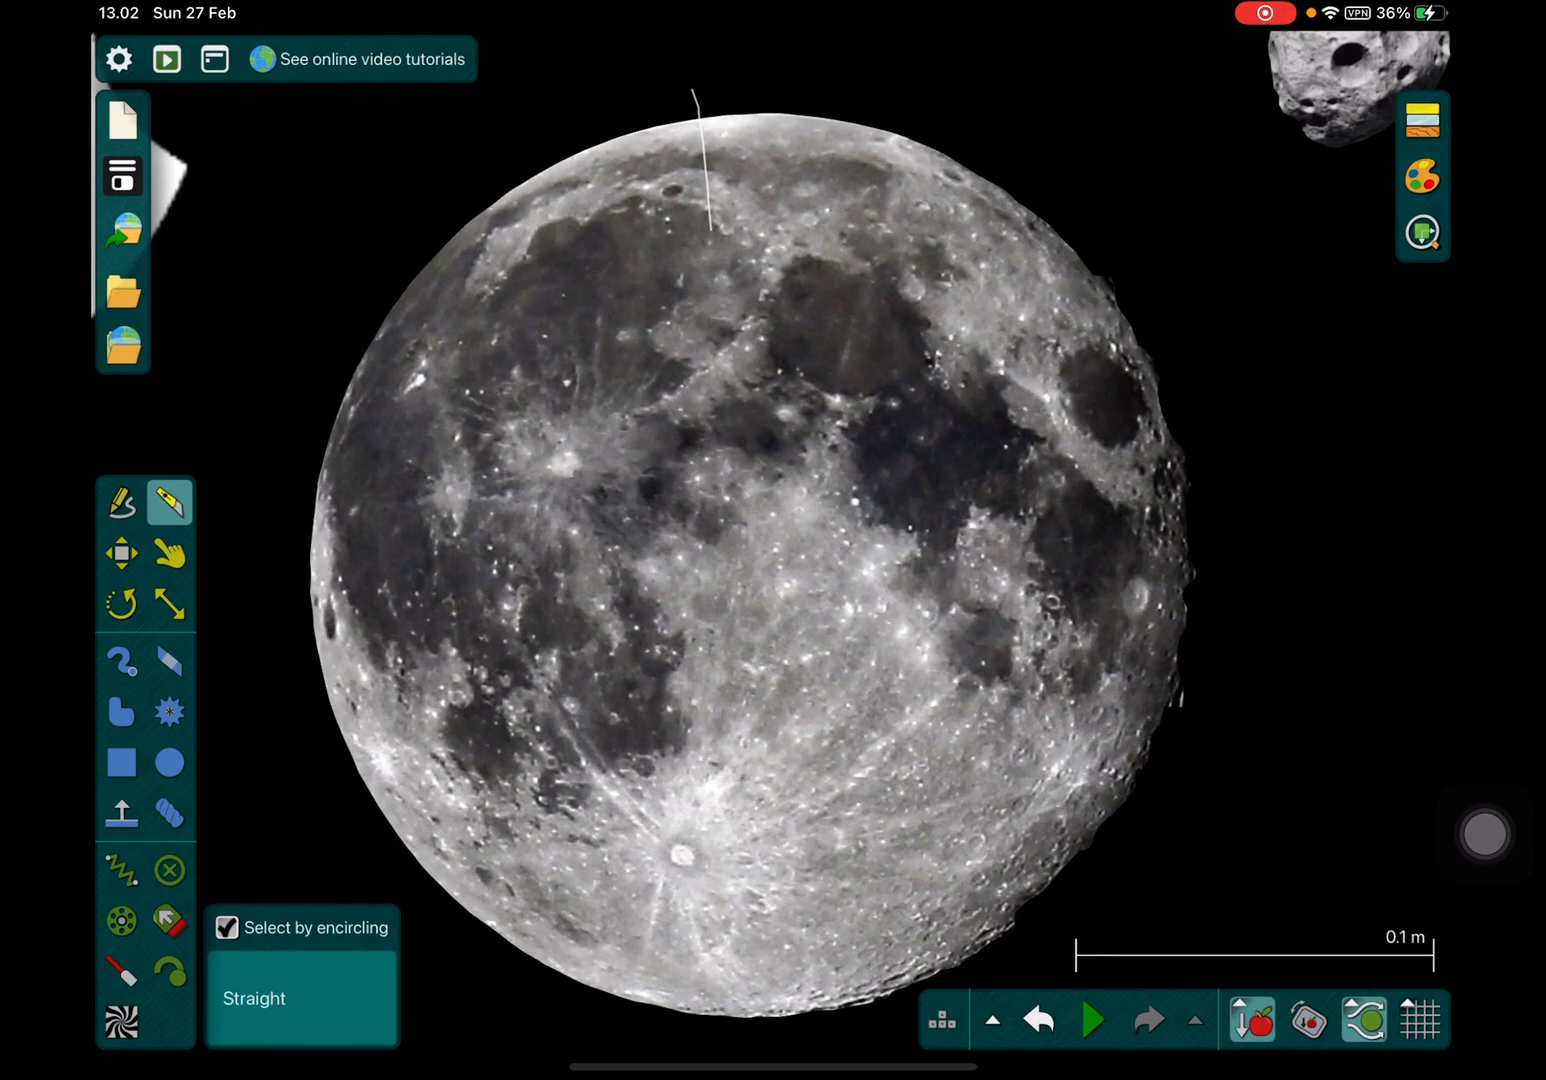 13.02 Sun 27 Feb
VPN 36%
See online video tutorials
Select by encircling
Straight
0.1 m